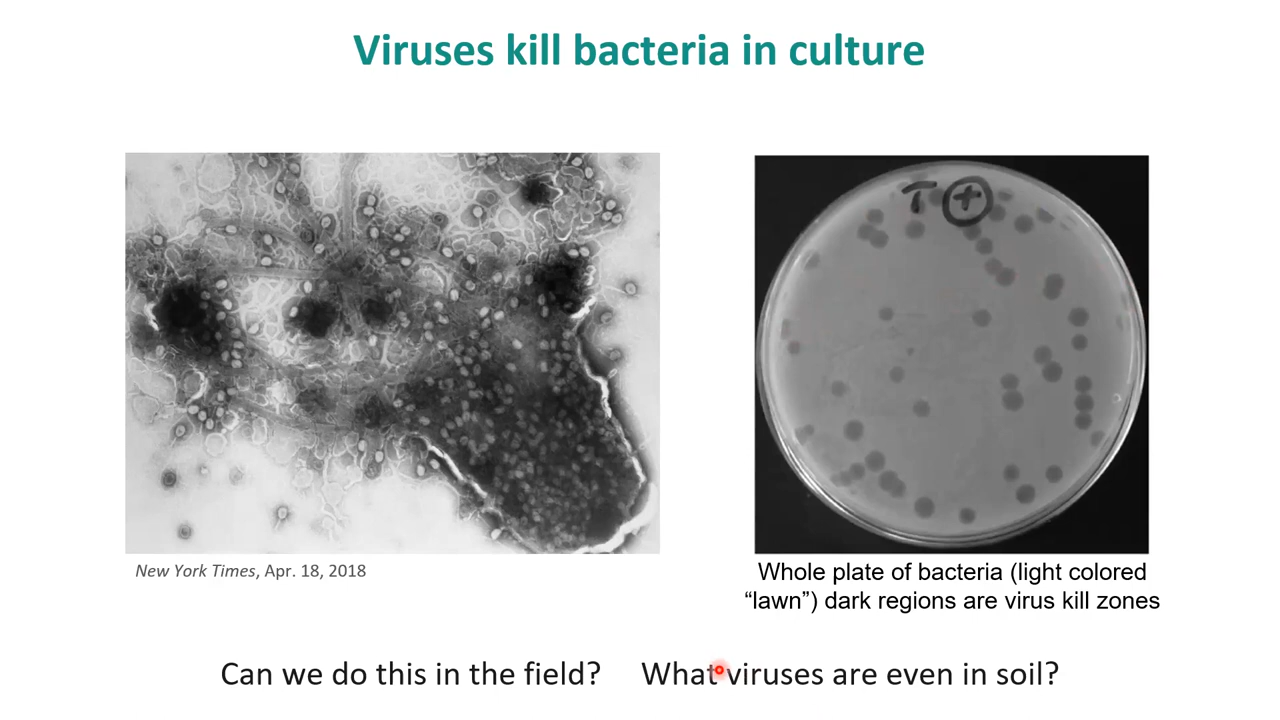 Viruses kill bacteria in culture
T +
New York Times, Apr. 18, 2018
Whole plate of bacteria (light colored
“lawn”) dark regions are virus kill zones
Can we do this in the field? What viruses are even in soil?